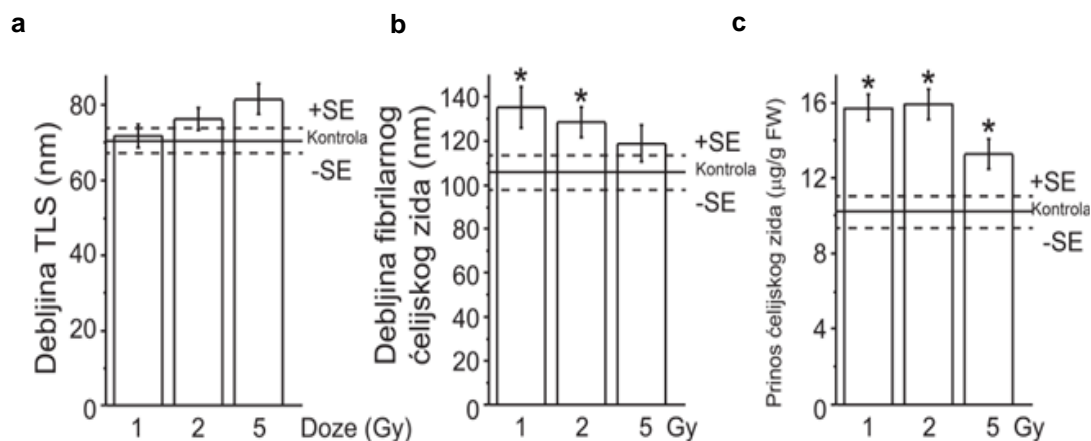 a
b
c
Debljina TLS (nm)
80
60
40
20
0
+SE
Kontrola
-SE
1 2 5 Doze (Gy)
Debljina fibrilarnog
ćelijskog zida (nm)
140
120
100
80
60
40
20
0
* *
+SE
Kontrola
-SE
1 2 5 Gy
Prinos ćelijskog zida (µg/g FW)
16
12
8
4
0
* * *
+SE
Kontrola
-SE
1 2 5 Gy